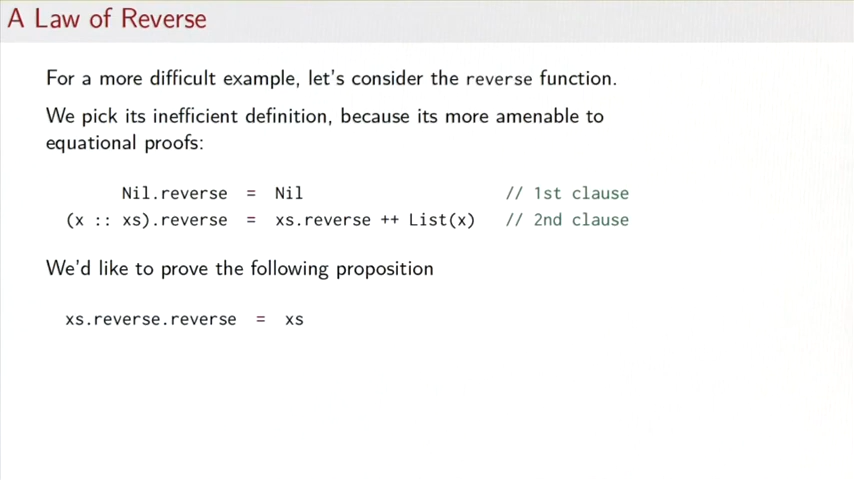 A Law of Reverse
For a more difficult example, let's consider the reverse function.
We pick its inefficient definition, because its more amenable to
equational proofs:
Nil.reverse = Nil // 1st clause
(x :: xs).reverse = xs.reverse ++ List(x) // 2nd clause
We'd like to prove the following proposition
xs.reverse.reverse = xs